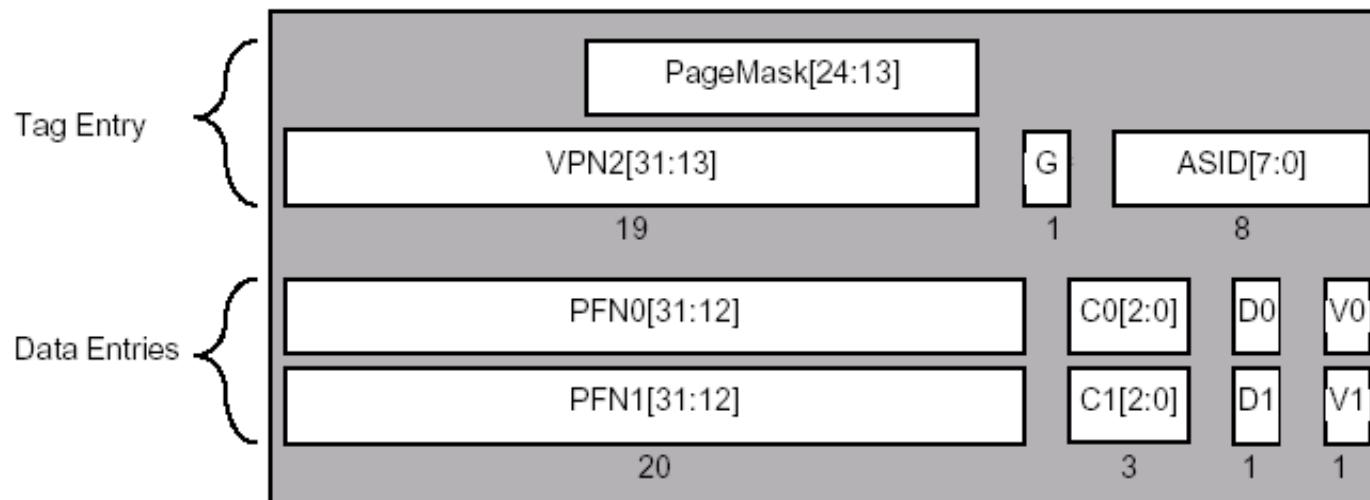 PageMask[24:13]
Tag Entry
VPN2[31:13] G ASID[7:0]
19 1 8
PFN0[31:12] C0[2:0] D0 V0
Data Entries
PFN1[31:12] C1[2:0] D1 V1
20 3 1 1